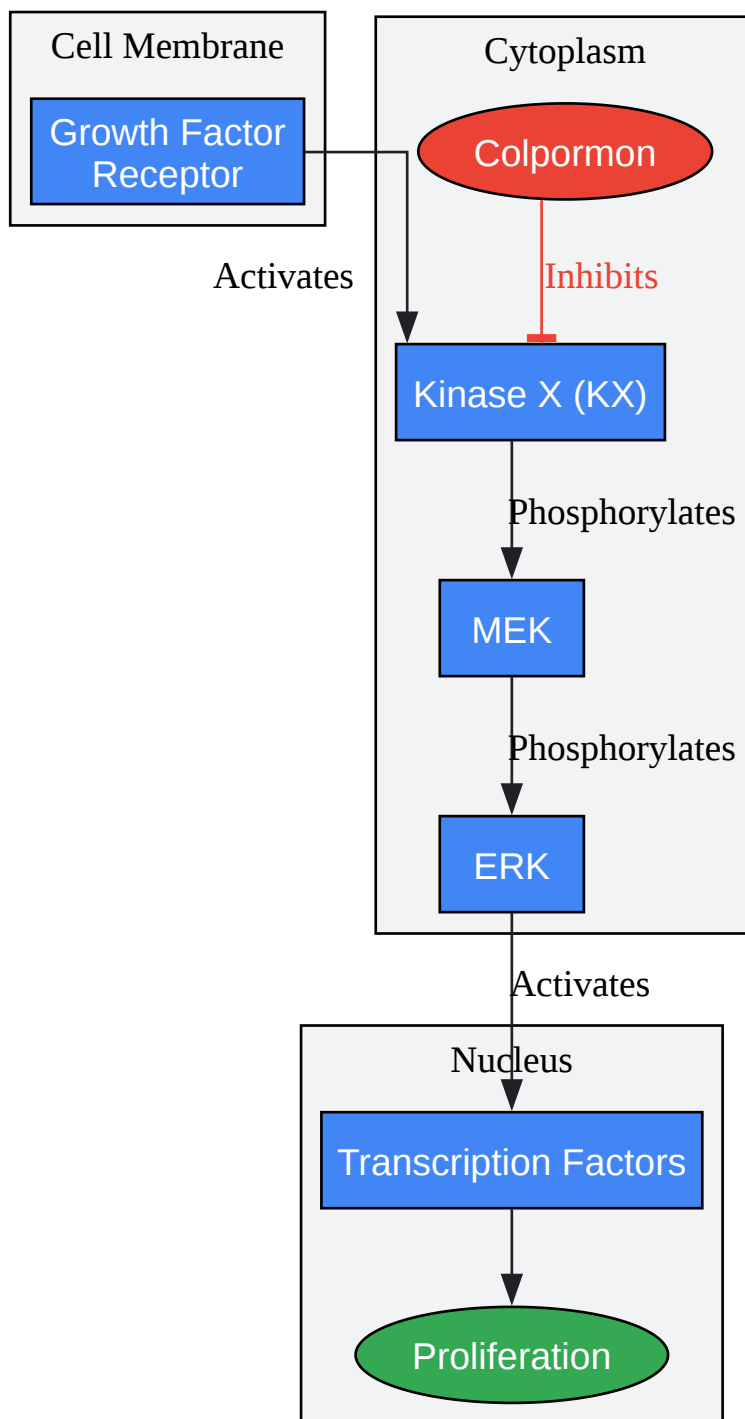 Cell Membrane
Growth Factor
Receptor
Activates
Cytoplasm
Colpormon
Inhibits
Kinase X (KX)
Phosphorylates
MEK
Phosphorylates
ERK
Activates
Nucleus
Transcription Factors
Proliferation